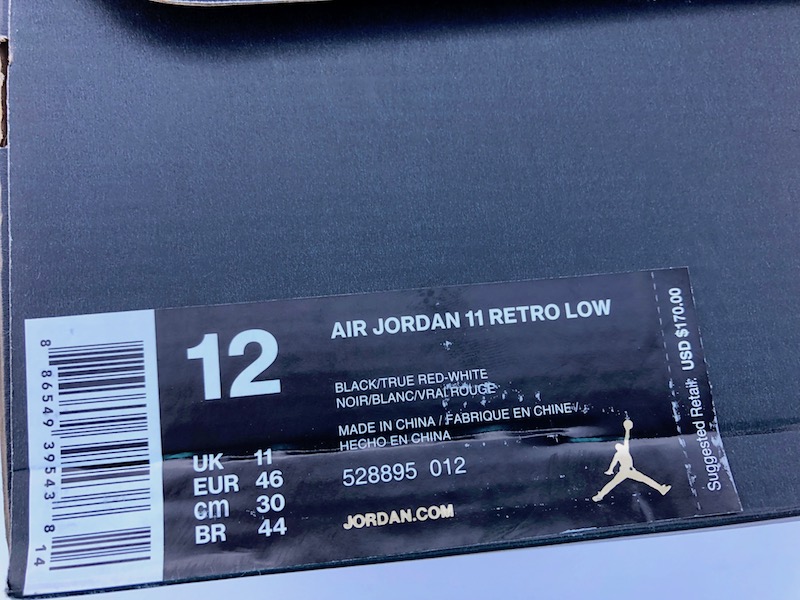 8 86549 39543 8 14
12
UK 11
EUR 46
cm 30
BR 44
AIR JORDAN 11 RETRO LOW
BLACK/TRUE RED-WHITE
NOIR/BLANC/VRAI ROUGE
MADE IN CHINA / FABRIQUE EN CHINE /
HECHO EN CHINA
528895 012
JORDAN.COM
Suggested Retail: USD $170.00